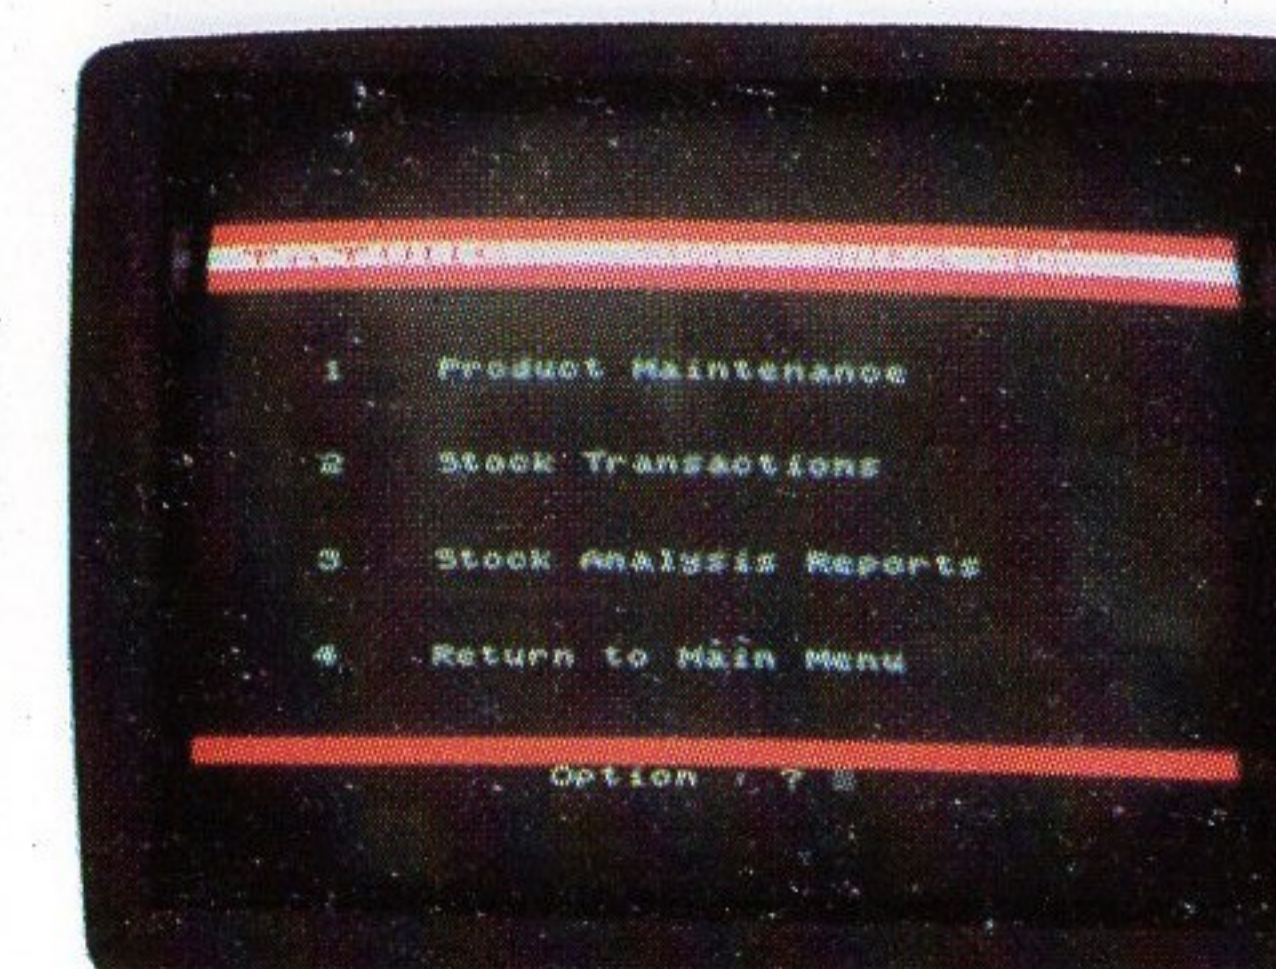 1 Product Maintenance
2 Stock Transactions
3 Stock Analysis Reports
4 Return to Main Menu
Option : ?